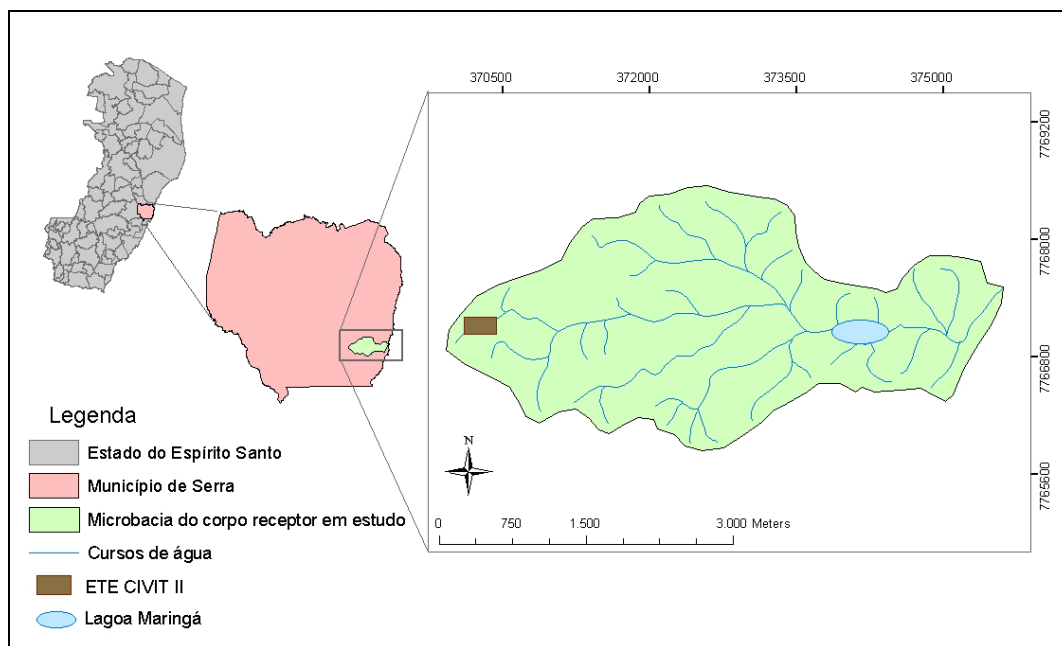 370500 372000 373500 375000
7769200
7768000
7766800
7765600
N
0 750 1.500 3.000 Meters
Legenda
Estado do Espírito Santo
Município de Serra
Microbacia do corpo receptor em estudo
Cursos de água
ETE CIVIT II
Lagoa Maringá